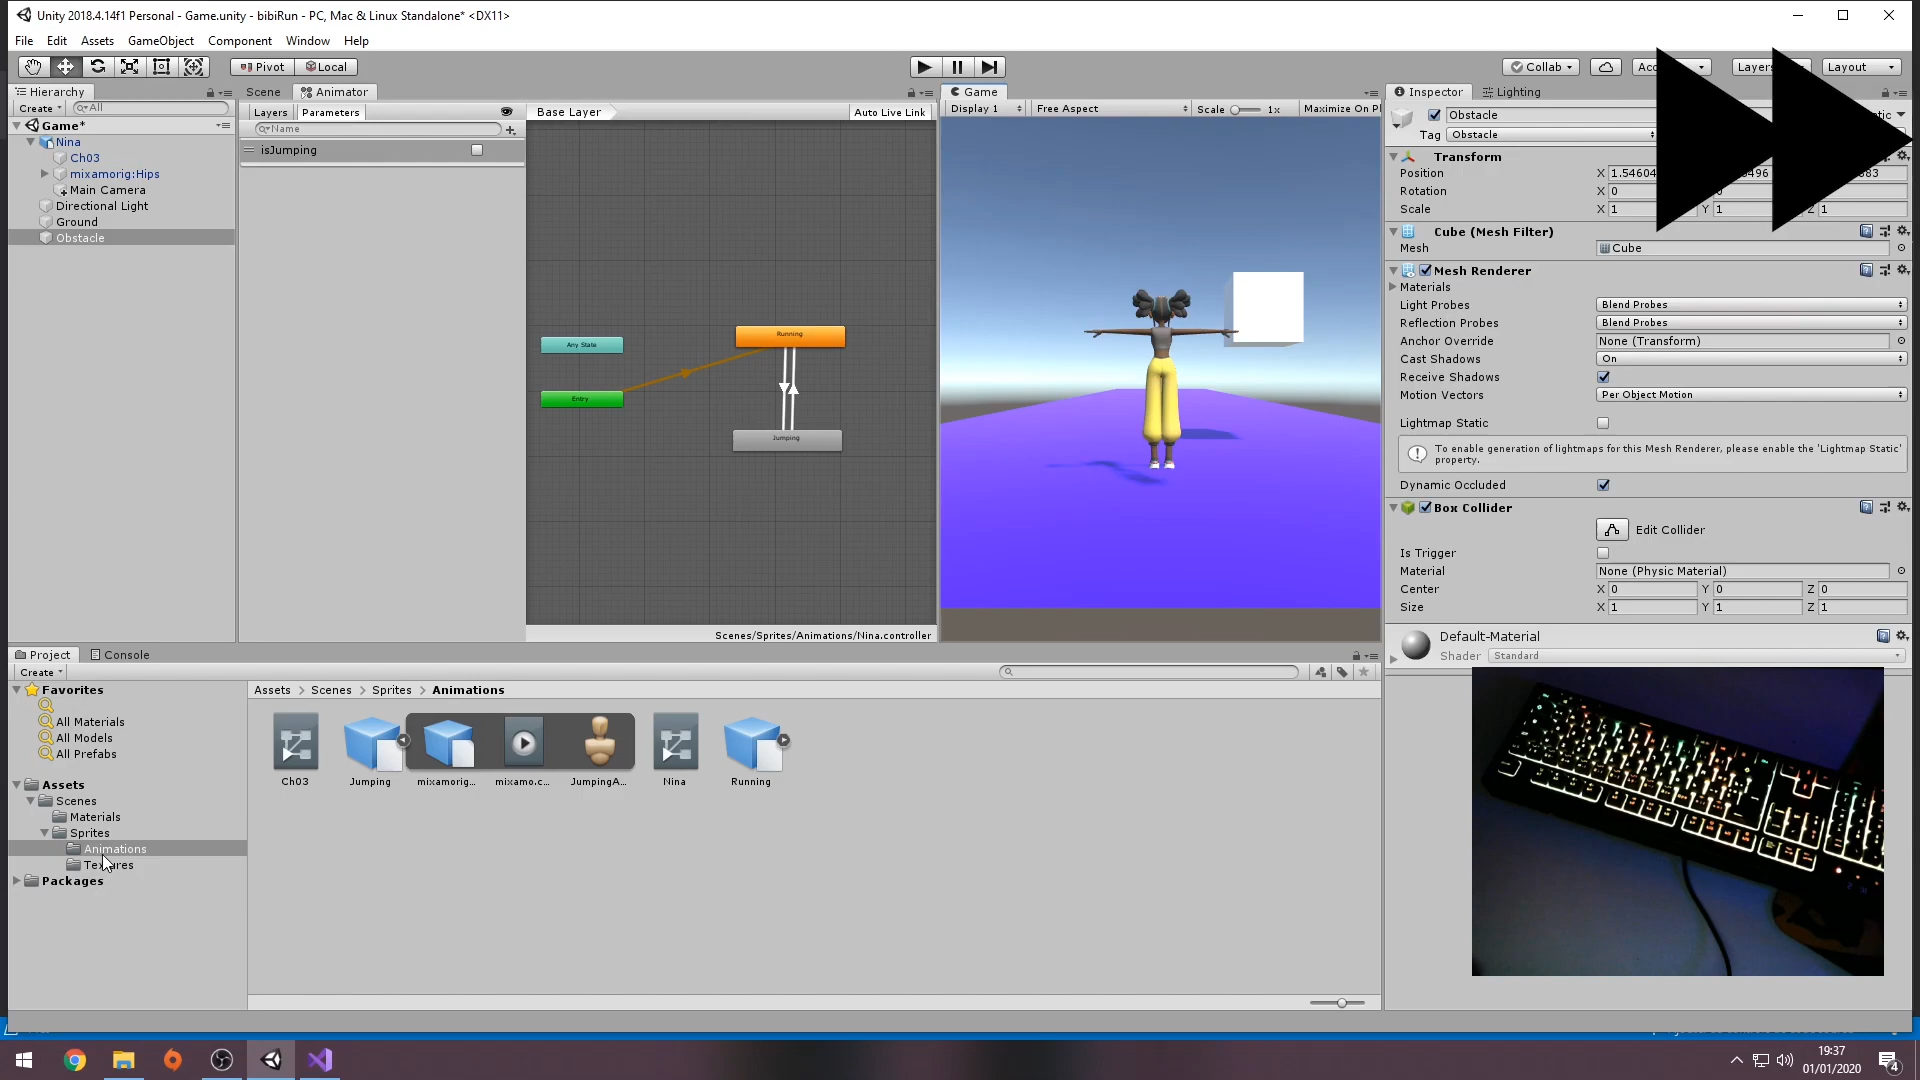 Unity 2018.4.14f1 Personal - Game.unity - bibiRun - PC, Mac & Linux Standalone* <DX11>
File Edit Assets GameObject Component Window Help
Pivot Local
Collab
Layers
Layout
Hierarchy
Create
All
Game*
Nina
Ch03
mixamorig:Hips
Main Camera
Directional Light
Ground
Obstacle
Scene Animator
Layers Parameters
Name
isJumping
Base Layer
Auto Live Link
Any State
Entry
Running
Jumping
Scenes/Sprites/Animations/Nina.controller
Game
Display 1 Free Aspect Scale 1x Maximize On Pl
Inspector Lighting
Obstacle
Tag Obstacle
Transform
Position X 1.54604
Rotation X 0
Scale X 1 Y 1 Z 1
Cube (Mesh Filter)
Mesh Cube
Mesh Renderer
Materials
Light Probes Blend Probes
Reflection Probes Blend Probes
Anchor Override None (Transform)
Cast Shadows On
Receive Shadows
Motion Vectors Per Object Motion
Lightmap Static
To enable generation of lightmaps for this Mesh Renderer, please enable the 'Lightmap Static'
property.
Dynamic Occluded
Box Collider
Edit Collider
Is Trigger
Material None (Physic Material)
Center X 0 Y 0 Z 0
Size X 1 Y 1 Z 1
Default-Material
Shader Standard
Project Console
Create
Favorites
All Materials
All Models
All Prefabs
Assets
Scenes
Materials
Sprites
Animations
Textures
Packages
Assets > Scenes > Sprites > Animations
Ch03 Jumping mixamorig... mixamo.c... JumpingA... Nina Running
19:37
01/01/2020
4